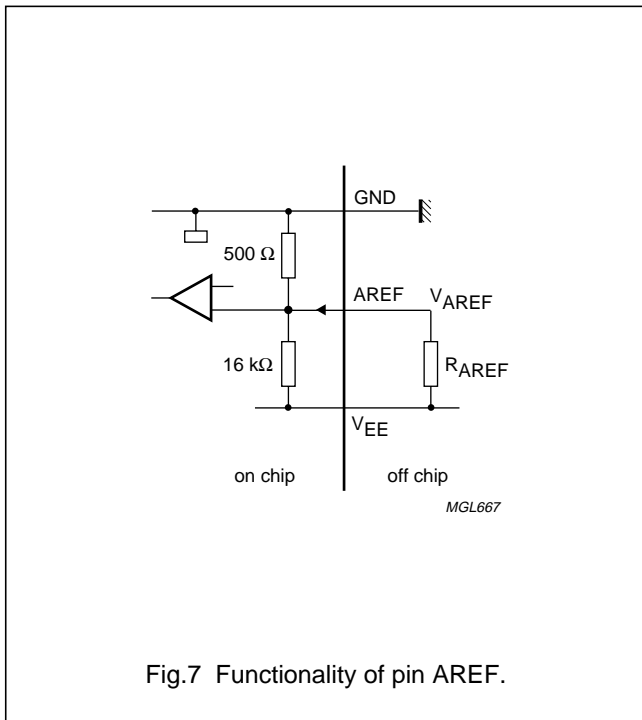 GND
500 Ω
AREF
V_AREF
16 kΩ
R_AREF
V_EE
on chip
off chip
MGL667
Fig.7 Functionality of pin AREF.